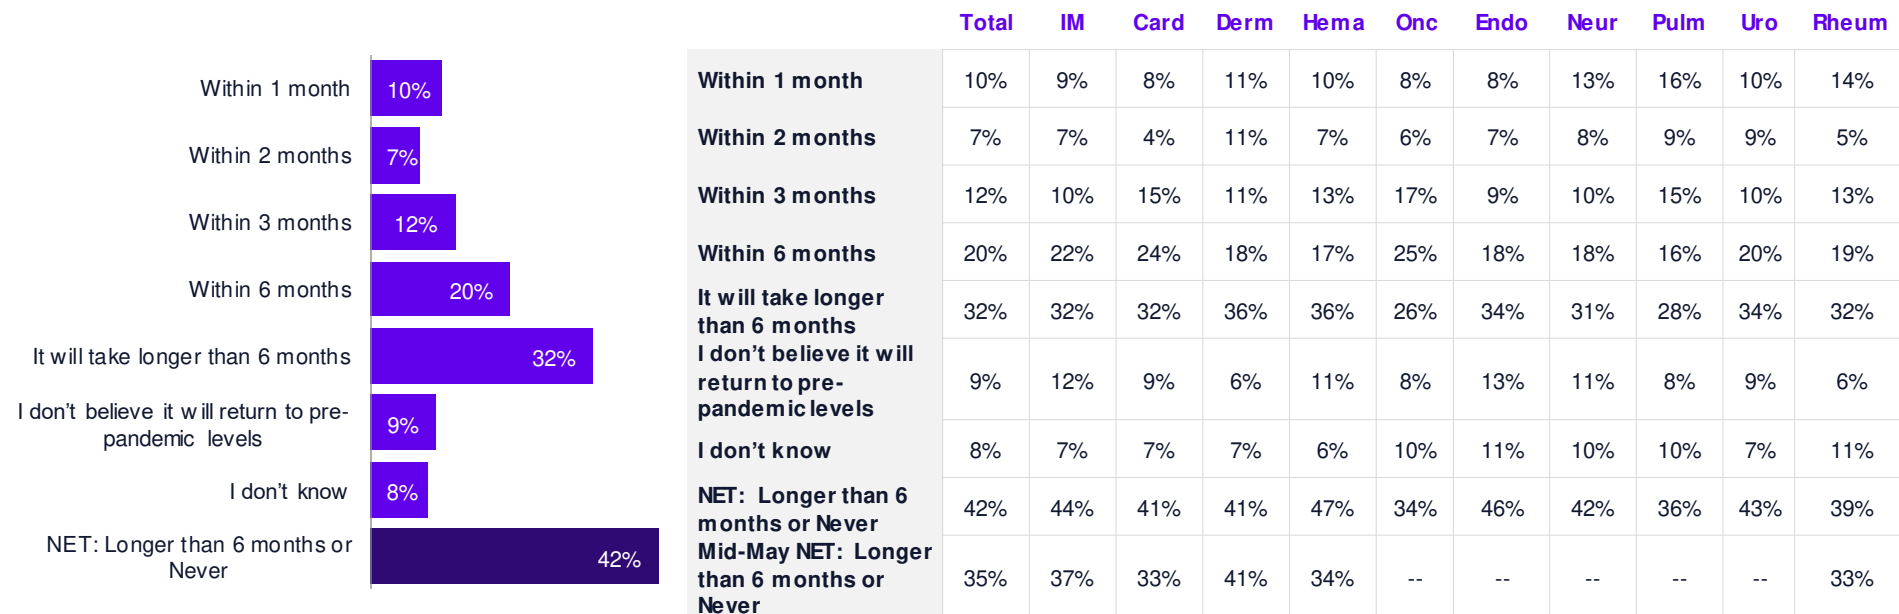 Within 1 month 10%
Within 2 months 7%
Within 3 months 12%
Within 6 months 20%
It will take longer than 6 months 32%
I don't believe it will return to pre-
pandemic levels 9%
I don't know 8%
NET: Longer than 6 months or
Never 42%
Total IM Card Derm Hema Onc Endo Neur Pulm Uro Rheum
Within 1 month 10% 9% 8% 11% 10% 8% 8% 13% 16% 10% 14%
Within 2 months 7% 7% 4% 11% 7% 6% 7% 8% 9% 9% 5%
Within 3 months 12% 10% 15% 11% 13% 17% 9% 10% 15% 10% 13%
Within 6 months 20% 22% 24% 18% 17% 25% 18% 18% 16% 20% 19%
It will take longer
than 6 months 32% 32% 32% 36% 36% 26% 34% 31% 28% 34% 32%
I don't believe it will
return to pre-
pandemic levels 9% 12% 9% 6% 11% 8% 13% 11% 8% 9% 6%
I don't know 8% 7% 7% 7% 6% 10% 11% 10% 10% 7% 11%
NET: Longer than 6
months or Never 42% 44% 41% 41% 47% 34% 46% 42% 36% 43% 39%
Mid-May NET: Longer
than 6 months or
Never 35% 37% 33% 41% 34% -- -- -- -- -- 33%